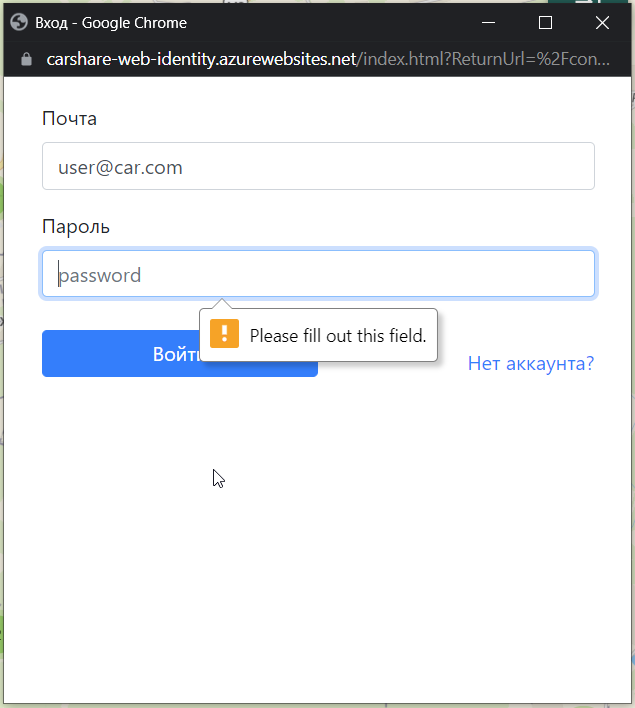 Вход - Google Chrome
carshare-web-identity.azurewebsites.net/index.html?ReturnUrl=%2Fcon...
Почта
user@car.com
Пароль
password
Please fill out this field.
Войти
Нет аккаунта?